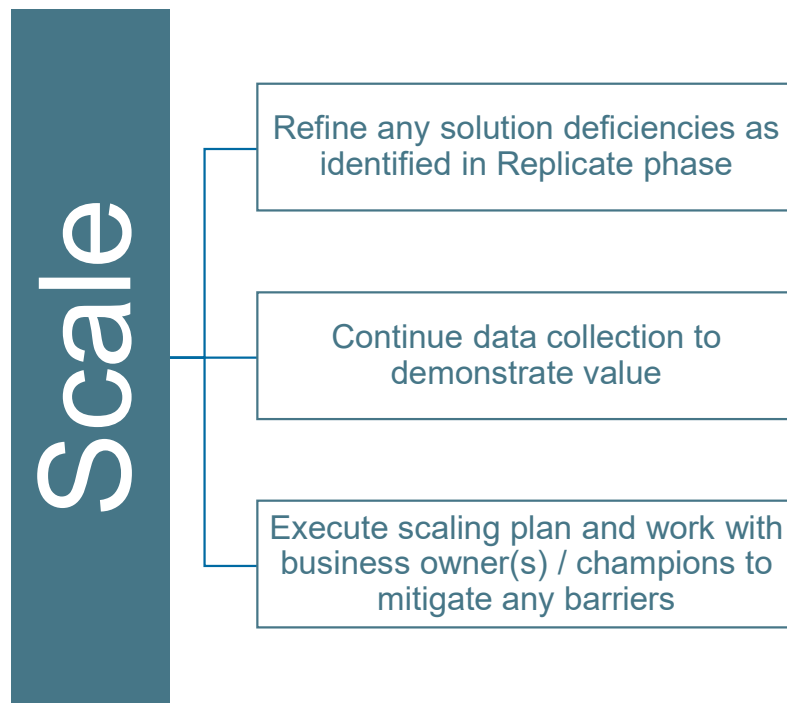 Scale
Refine any solution deficiencies as
identified in Replicate phase
Continue data collection to
demonstrate value
Execute scaling plan and work with
business owner(s) / champions to
mitigate any barriers